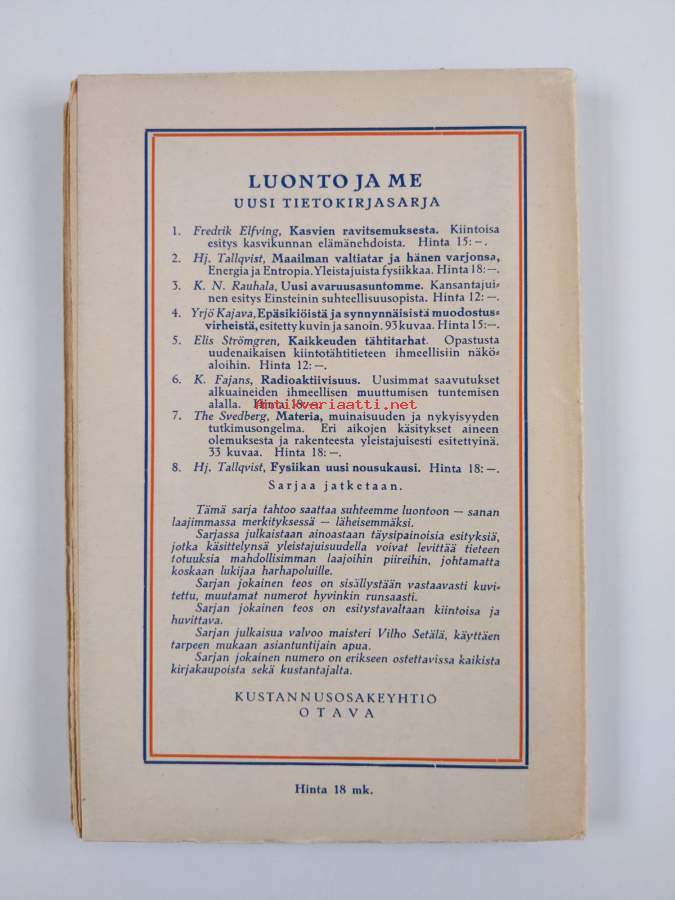 LUONTO JA ME
UUSI TIETOKIRJASARJA
1. Fredrik Elfving, Kasvien ravitsemuksesta. Kiintoisa
esitys kasvikunnan elämänehdoista. Hinta 15:—.
2. Hj. Tallqvist, Maailman valtiatar ja hänen varjonsa,
Energia ja Entropia. Yleistajuista fysiikkaa. Hinta 18:—.
3. K. N. Rauhala, Uusi avaruusasuntomme. Kansantajui-
nen esitys Einsteinin suhteellisuusopista. Hinta 12:—.
4. Yrjö Kajava, Epäsikiöistä ja synnynnäisistä muodostus-
virheistä, esitetty kuvin ja sanoin. 93 kuvaa. Hinta 15:—.
5. Elis Strömgren, Kaikkeuden tähtitarhat. Opastusta
uudenaikaisen kiintotähtitieteen ihmeellisiin näkö-
aloihin. Hinta 12:—.
6. K. Fajans, Radioaktiivisuus. Uusimmat saavutukset
alkuaineiden ihmeellisen muuttumisen tuntemisen
alalla. Hinta 18:—.
antikvariaatti.net
7. The Svedberg, Materia, muinaisuuden ja nykyisyyden
tutkimusongelma. Eri aikojen käsitykset aineen
olemuksesta ja rakenteesta yleistajuisesti esitettyinä.
33 kuvaa. Hinta 18:—.
8. Hj. Tallqvist, Fysiikan uusi nousukausi. Hinta 18:—.
Sarjaa jatketaan.
Tämä sarja tahtoo saattaa suhteemme luontoon — sanan
laajimmassa merkityksessä — läheisemmäksi.
Sarjassa julkaistaan ainoastaan täysipainoisia esityksiä,
jotka käsittelynsä yleistajuisuudella voivat levittää tieteen
totuuksia mahdollisimman laajoihin piireihin, johtamatta
koskaan lukijaa harhapoluille.
Sarjan jokainen teos on sisällystään vastaavasti kuvi-
tettu, muutamat numerot hyvinkin runsaasti.
Sarjan jokainen teos on esitystavaltaan kiintoisa ja
huvittava.
Sarjan julkaisua valvoo maisteri Vilho Setälä, käyttäen
tarpeen mukaan asiantuntijain apua.
Sarjan jokainen numero on erikseen ostettavissa kaikista
kirjakaupoista sekä kustantajalta.
KUSTANNUSOSAKEYHTIÖ
OTAVA
Hinta 18 mk.